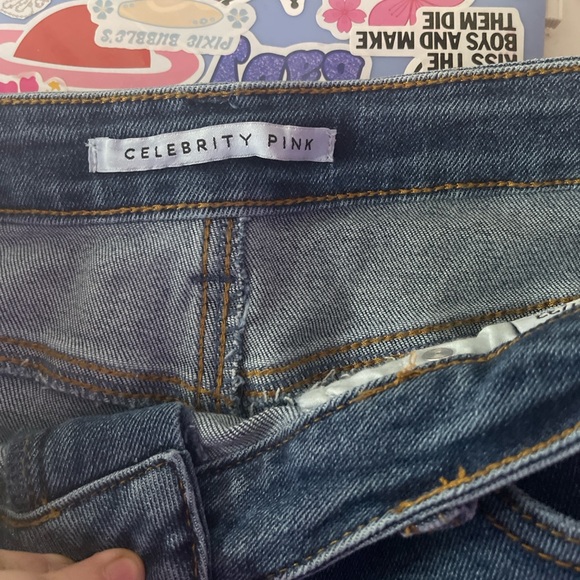 PIXIE BUBBLE'S
KISS THE
BOYS AND MAKE
THEM DIE
CELEBRITY PINK